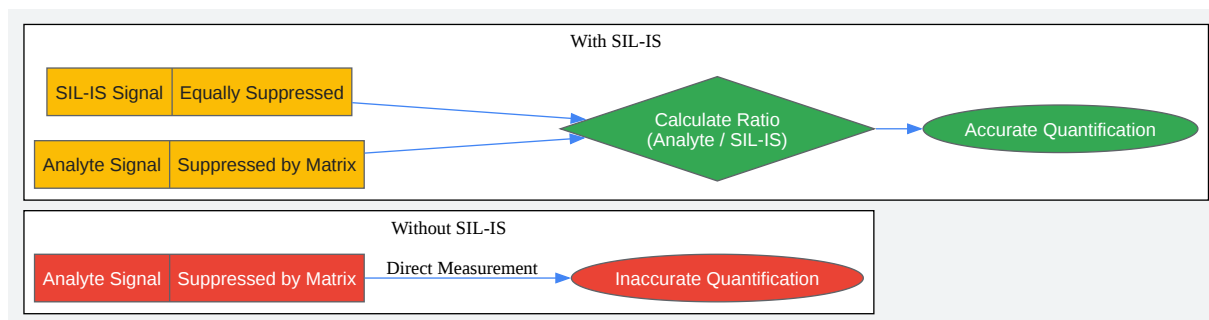 With SIL-IS
SIL-IS Signal
Equally Suppressed
Analyte Signal
Suppressed by Matrix
Calculate Ratio
(Analyte / SIL-IS)
Accurate Quantification
Without SIL-IS
Analyte Signal
Suppressed by Matrix
Direct Measurement
Inaccurate Quantification